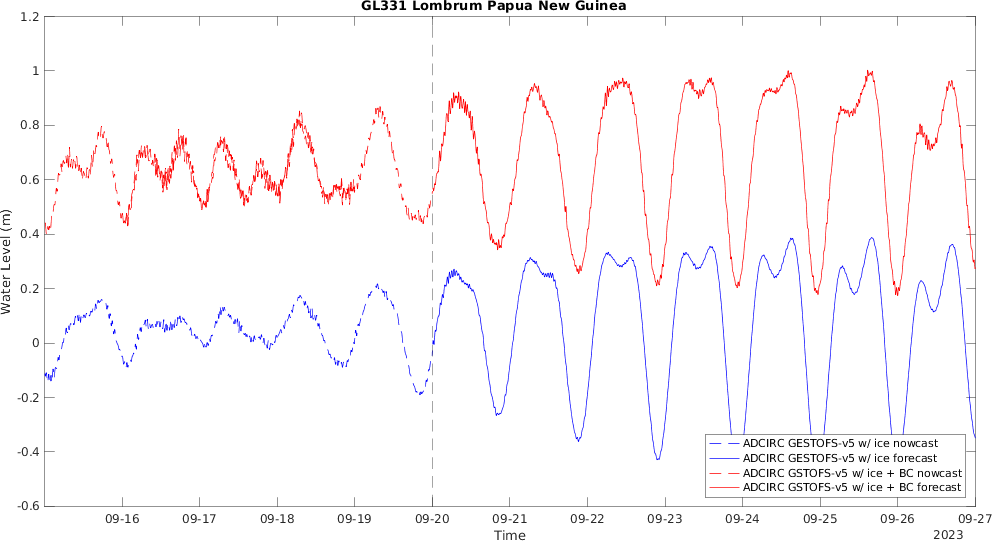 GL331 Lombrum Papua New Guinea
1.2
1
0.8
0.6
0.4
0.2
0
-0.2
-0.4
-0.6
Water Level (m)
ADCIRC GESTOFS-v5 w/ ice nowcast
ADCIRC GESTOFS-v5 w/ ice forecast
ADCIRC GSTOFS-v5 w/ ice + BC nowcast
ADCIRC GSTOFS-v5 w/ ice + BC forecast
09-16 09-17 09-18 09-19 09-20 09-21 09-22 09-23 09-24 09-25 09-26 09-27
Time
2023